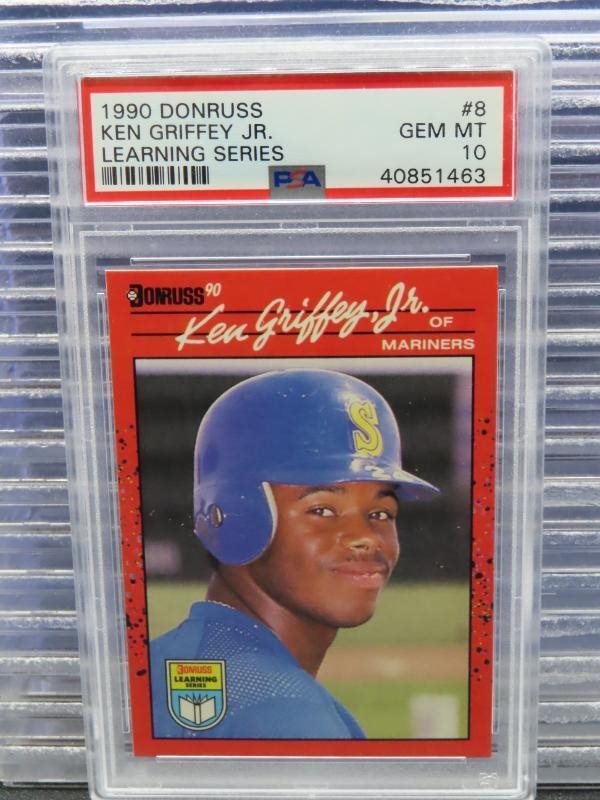 1990 DONRUSS #8
KEN GRIFFEY JR. GEM MT
LEARNING SERIES 10
PSA 40851463
DONRUSS 90
Ken Griffey, Jr. OF
MARINERS
S
DONRUSS
LEARNING
SERIES